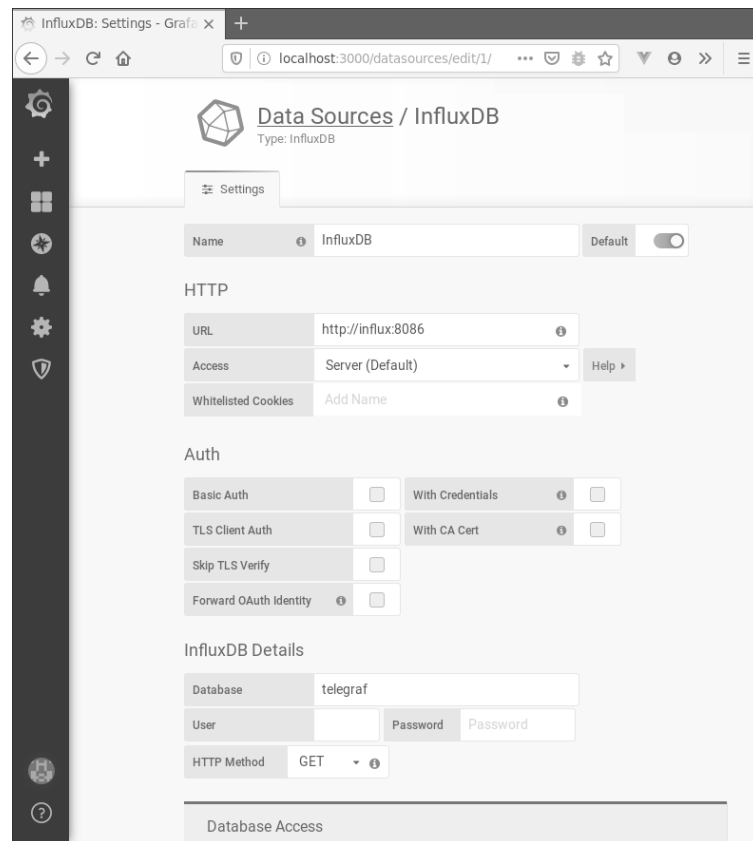 InfluxDB: Settings - Grafa
localhost:3000/datasources/edit/1/
Data Sources / InfluxDB
Type: InfluxDB
Settings
Name InfluxDB Default
HTTP
URL http://influx:8086
Access Server (Default) Help
Whitelisted Cookies Add Name
Auth
Basic Auth With Credentials
TLS Client Auth With CA Cert
Skip TLS Verify
Forward OAuth Identity
InfluxDB Details
Database telegraf
User Password Password
HTTP Method GET
Database Access